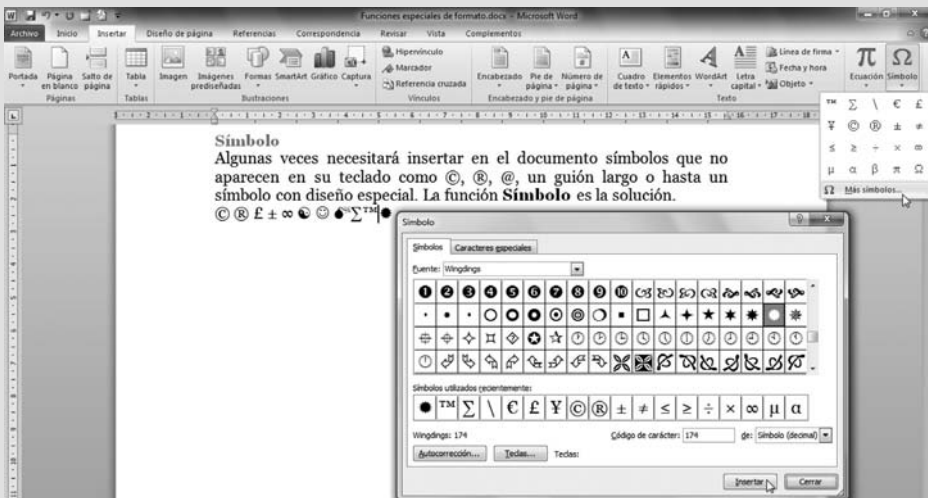 Funciones especiales de formato.docx - Microsoft Word
Archivo Inicio Insertar Diseño de página Referencias Correspondencia Revisar Vista Complementos
Portada Página en blanco Salto de página
Páginas
Tabla
Tablas
Imagen Imágenes prediseñadas Formas SmartArt Gráfico Captura
Ilustraciones
Hipervínculo
Marcador
Referencia cruzada
Vínculos
Encabezado Pie de página Número de página
Encabezado y pie de página
Cuadro de texto Elementos rápidos WordArt Letra capital
Línea de firma
Fecha y hora
Objeto
Texto
Ecuación Símbolo
™ ∑ \ € £
¥ © ® ± ≠
≤ ≥ ÷ × ∞
µ α β π Ω
Ω Más símbolos...
Símbolo
Algunas veces necesitará insertar en el documento símbolos que no
aparecen en su teclado como ©, ®, @, un guión largo o hasta un
símbolo con diseño especial. La función Símbolo es la solución.
© ® £ ± ∞ ☯ ☺ 💣 ∑ ™ ✹
Símbolo
Símbolos Caracteres especiales
Fuente: Wingdings
Símbolos utilizados recientemente:
✹ ™ ∑ \ € £ ¥ © ® ± ≠ ≤ ≥ ÷ × ∞ µ α
Wingdings: 174
Código de carácter: 174 de: Símbolo (decimal)
Autocorrección... Teclas... Teclas:
Insertar Cerrar